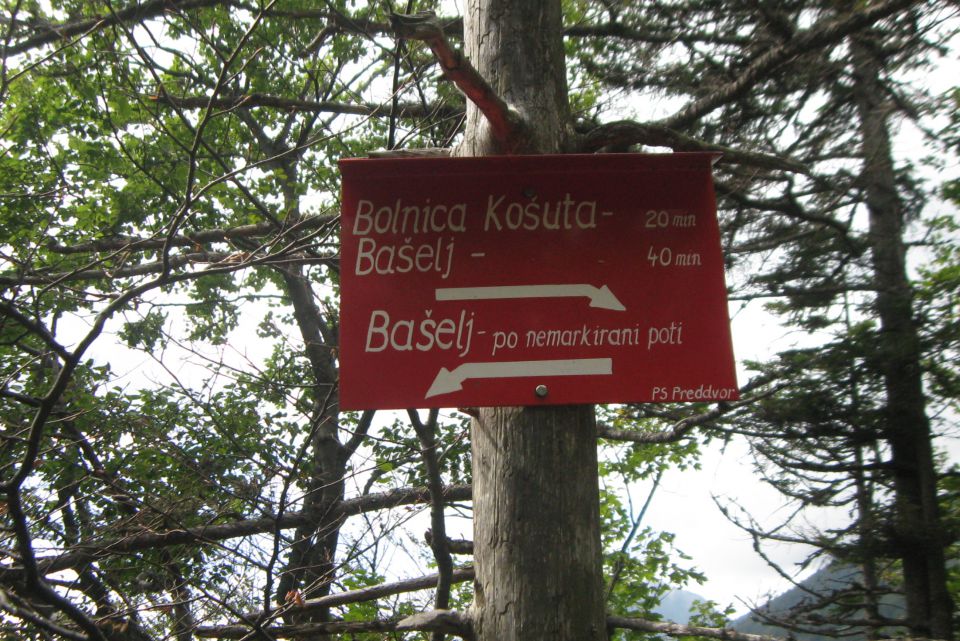 Bolnica Košuta- 20 min
Bašelj - 40 min
Bašelj- po nemarkirani poti
PS Preddvor